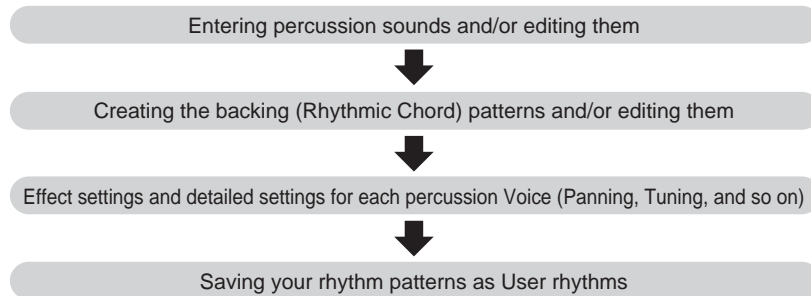 Entering percussion sounds and/or editing them
Creating the backing (Rhythmic Chord) patterns and/or editing them
Effect settings and detailed settings for each percussion Voice (Panning, Tuning, and so on)
Saving your rhythm patterns as User rhythms